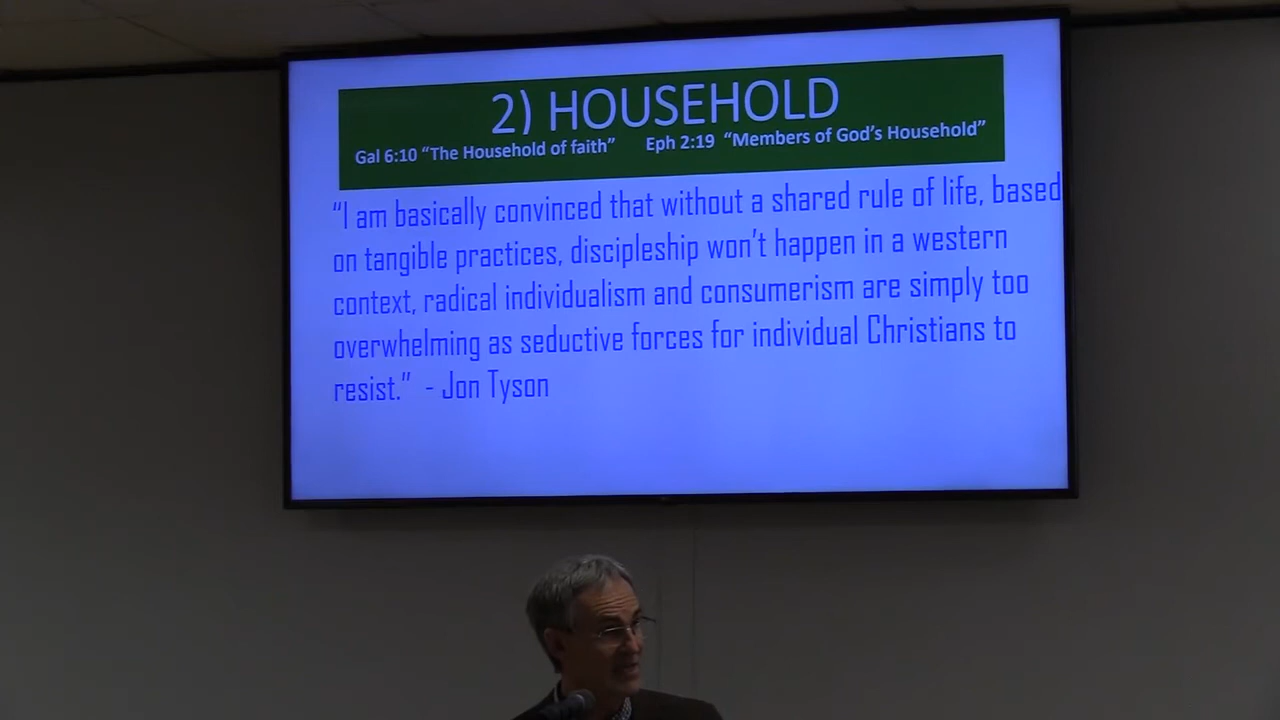 2) HOUSEHOLD
Gal 6:10 “The Household of faith” Eph 2:19 “Members of God’s Household”
“I am basically convinced that without a shared rule of life, based
on tangible practices, discipleship won’t happen in a western
context, radical individualism and consumerism are simply too
overwhelming as seductive forces for individual Christians to
resist.” - Jon Tyson